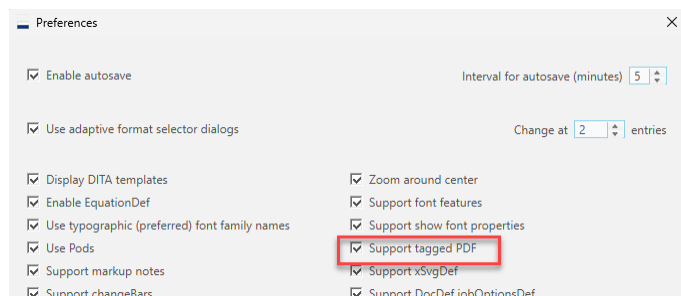 Preferences
Enable autosave Interval for autosave (minutes) 5
Use adaptive format selector dialogs Change at 2 entries
Display DITA templates Zoom around center
Enable EquationDef Support font features
Use typographic (preferred) font family names Support show font properties
Use Pods Support tagged PDF
Support markup notes Support xSvgDef
Support changeBars Support DocDef jobOptionsDef